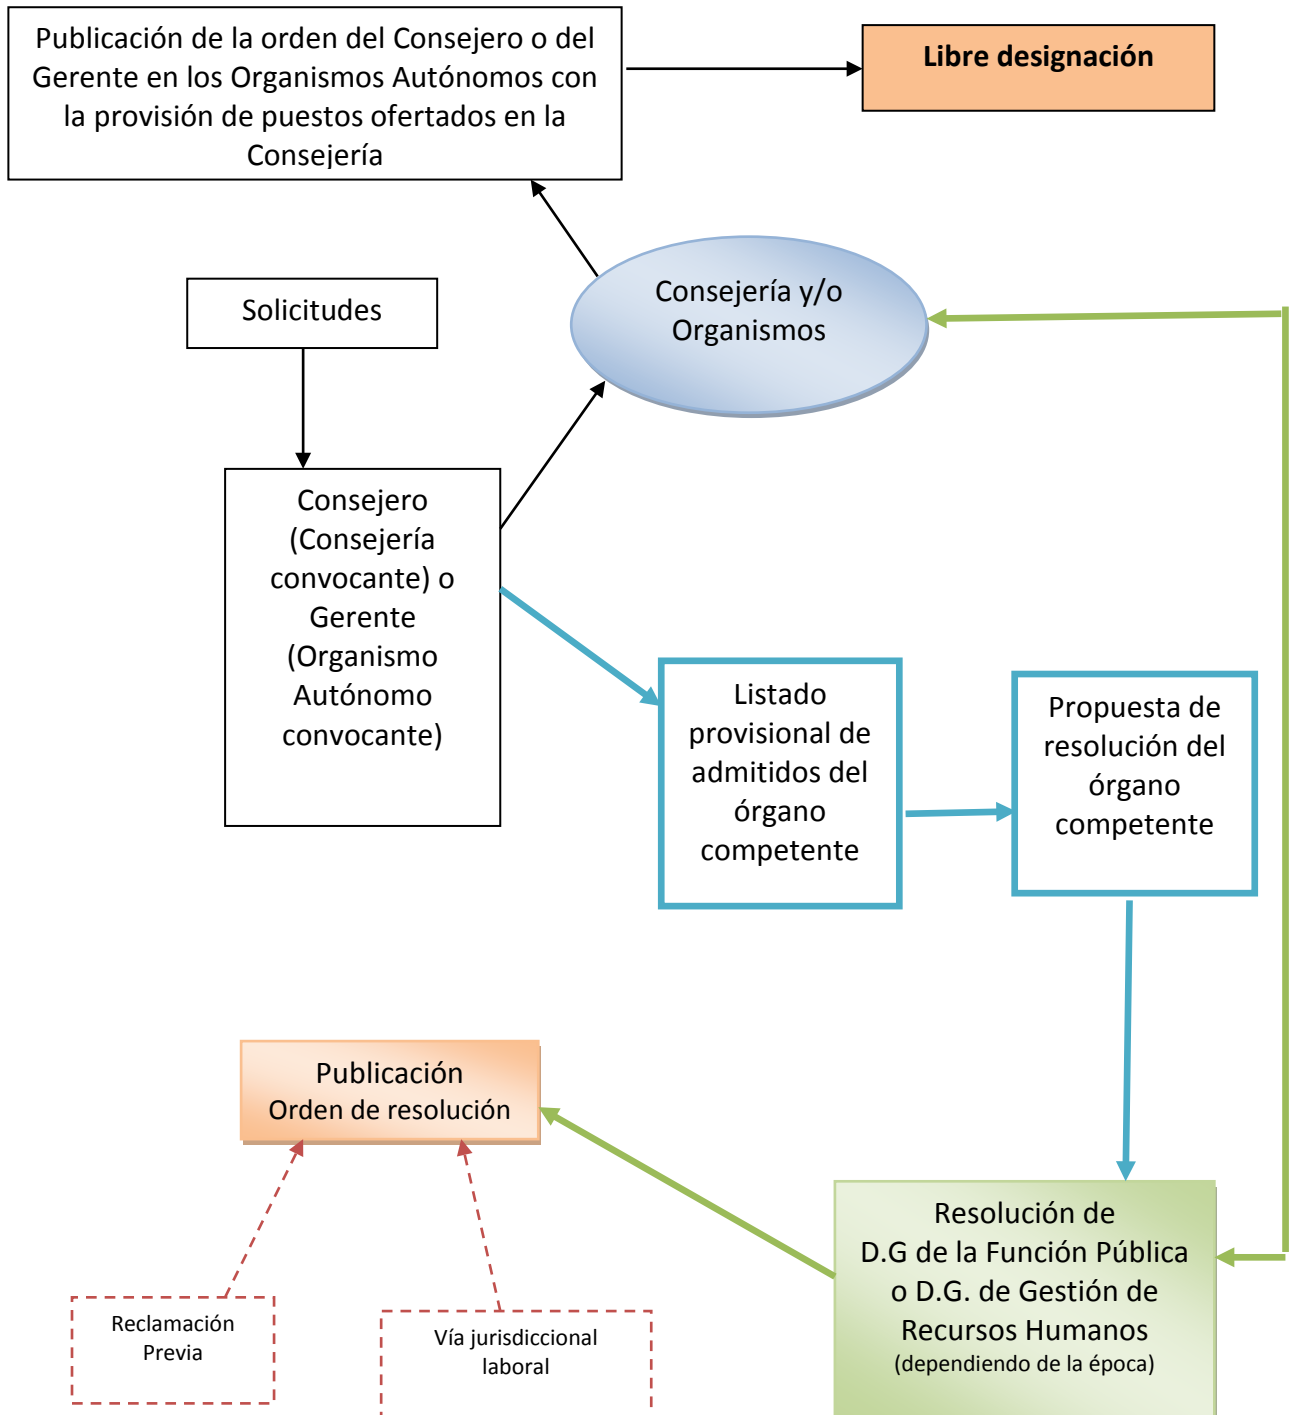 Publicación de la orden del Consejero o del
Gerente en los Organismos Autónomos con
la provisión de puestos ofertados en la
Consejería
Libre designación
Consejería y/o
Organismos
Solicitudes
Consejero
(Consejería
convocante) o
Gerente
(Organismo
Autónomo
convocante)
Listado
provisional de
admitidos del
órgano
competente
Propuesta de
resolución del
órgano
competente
Publicación
Orden de resolución
Resolución de
D.G de la Función Pública
o D.G. de Gestión de
Recursos Humanos
(dependiendo de la época)
Reclamación
Previa
Vía jurisdiccional
laboral